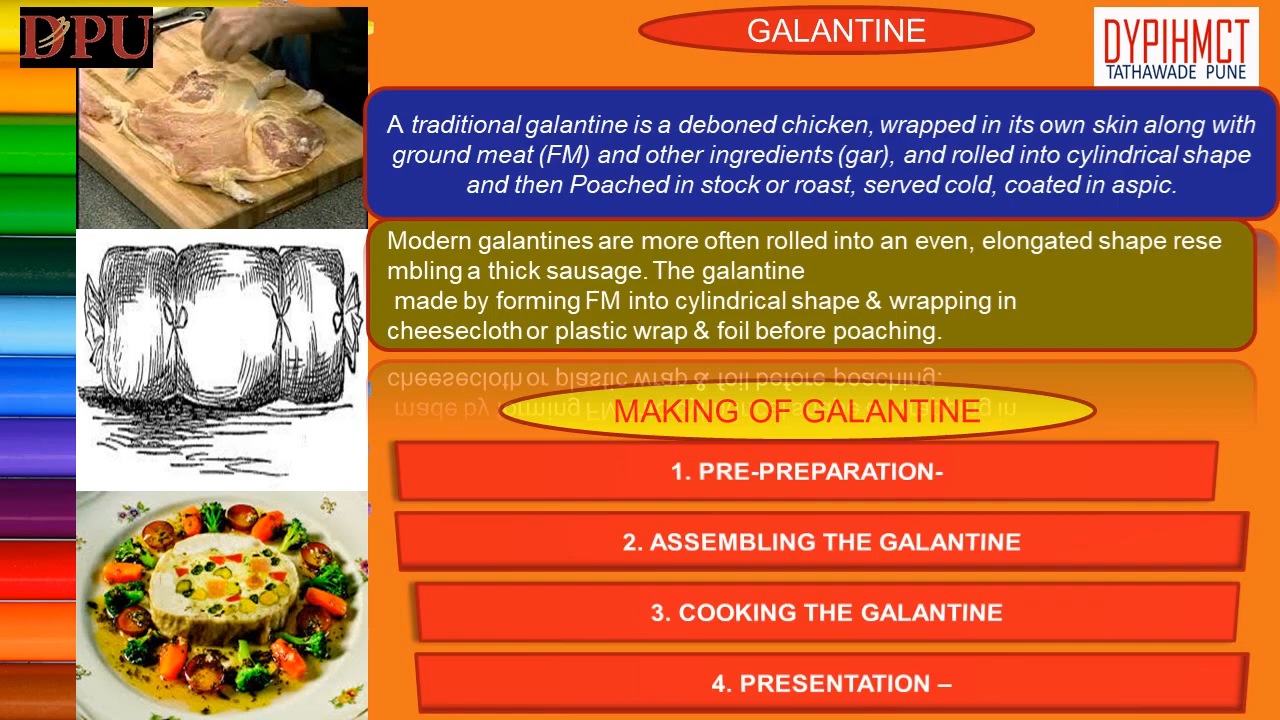 DPU
GALANTINE
DYPIHMCT
TATHAWADE PUNE
A traditional galantine is a deboned chicken, wrapped in its own skin along with
ground meat (FM) and other ingredients (gar), and rolled into cylindrical shape
and then Poached in stock or roast, served cold, coated in aspic.
Modern galantines are more often rolled into an even, elongated shape rese
mbling a thick sausage. The galantine
made by forming FM into cylindrical shape & wrapping in
cheesecloth or plastic wrap & foil before poaching.
MAKING OF GALANTINE
1. PRE-PREPARATION-
2. ASSEMBLING THE GALANTINE
3. COOKING THE GALANTINE
4. PRESENTATION –